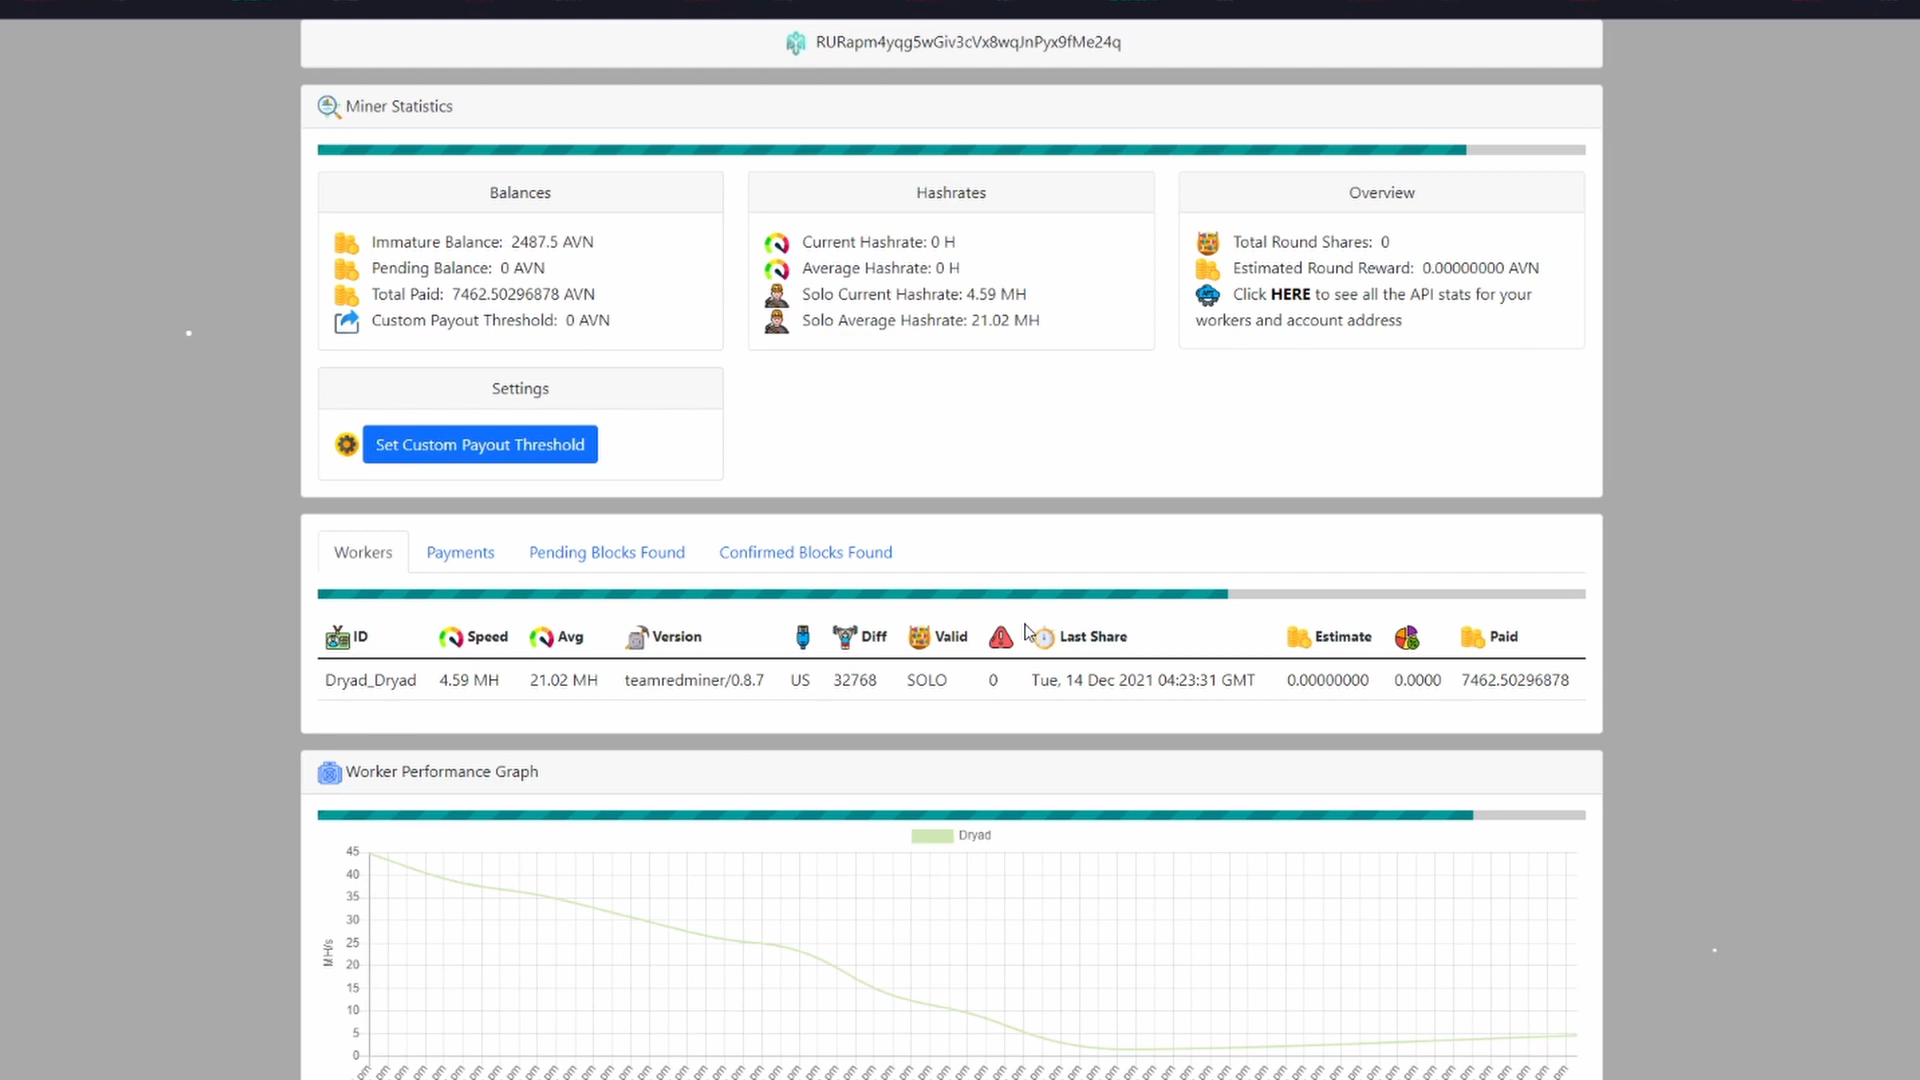 RURapm4yqg5wGiv3cVx8wqJnPyx9fMe24q
Miner Statistics
Balances
Immature Balance: 2487.5 AVN
Pending Balance: 0 AVN
Total Paid: 7462.50296878 AVN
Custom Payout Threshold: 0 AVN
Hashrates
Current Hashrate: 0 H
Average Hashrate: 0 H
Solo Current Hashrate: 4.59 MH
Solo Average Hashrate: 21.02 MH
Overview
Total Round Shares: 0
Estimated Round Reward: 0.00000000 AVN
Click HERE to see all the API stats for your
workers and account address
Settings
Set Custom Payout Threshold
Workers Payments Pending Blocks Found Confirmed Blocks Found
ID Speed Avg Version Diff Valid Last Share Estimate Paid
Dryad_Dryad 4.59 MH 21.02 MH teamredminer/0.8.7 US 32768 SOLO 0 Tue, 14 Dec 2021 04:23:31 GMT 0.00000000 0.0000 7462.50296878
Worker Performance Graph
Dryad
MH/s
45
40
35
30
25
20
15
10
5
0